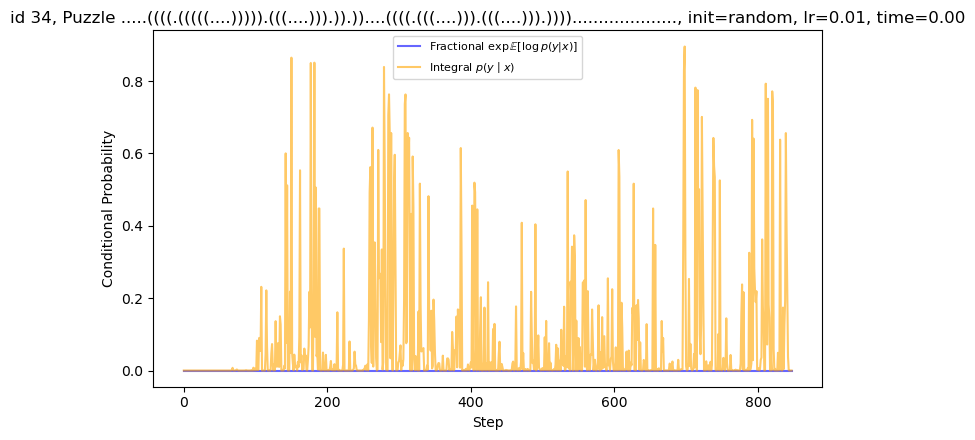 id 34, Puzzle .....((((.(((((....))))).(((....))).)).))....((((.(((....))).(((....))).))))....................., init=random, lr=0.01, time=0.00
Fractional exp𝔼[log p(y|x)]
Integral p(y | x)
Conditional Probability
0.8
0.6
0.4
0.2
0.0
0 200 400 600 800
Step